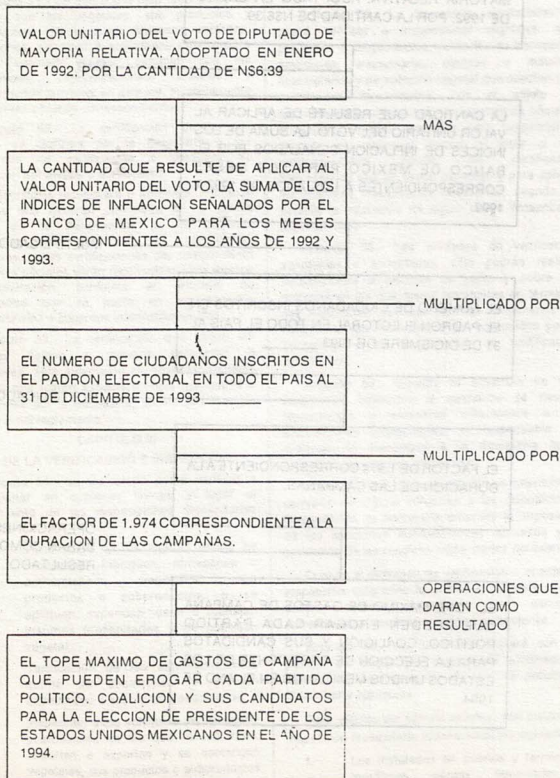 VALOR UNITARIO DEL VOTO DE DIPUTADO DE
MAYORIA RELATIVA, ADOPTADO EN ENERO
DE 1992, POR LA CANTIDAD DE NS6.39
MAS
LA CANTIDAD QUE RESULTE DE APLICAR AL
VALOR UNITARIO DEL VOTO, LA SUMA DE LOS
INDICES DE INFLACION SEÑALADOS POR EL
BANCO DE MEXICO PARA LOS MESES
CORRESPONDIENTES A LOS AÑOS DE 1992 Y
1993.
MULTIPLICADO POR
EL NUMERO DE CIUDADANOS INSCRITOS EN
EL PADRON ELECTORAL EN TODO EL PAIS AL
31 DE DICIEMBRE DE 1993 ________
MULTIPLICADO POR
EL FACTOR DE 1.974 CORRESPONDIENTE A LA
DURACION DE LAS CAMPAÑAS.
OPERACIONES QUE
DARAN COMO
RESULTADO
EL TOPE MAXIMO DE GASTOS DE CAMPAÑA
QUE PUEDEN EROGAR CADA PARTIDO
POLITICO, COALICION Y SUS CANDIDATOS
PARA LA ELECCION DE PRESIDENTE DE LOS
ESTADOS UNIDOS MEXICANOS EN EL AÑO DE
1994.